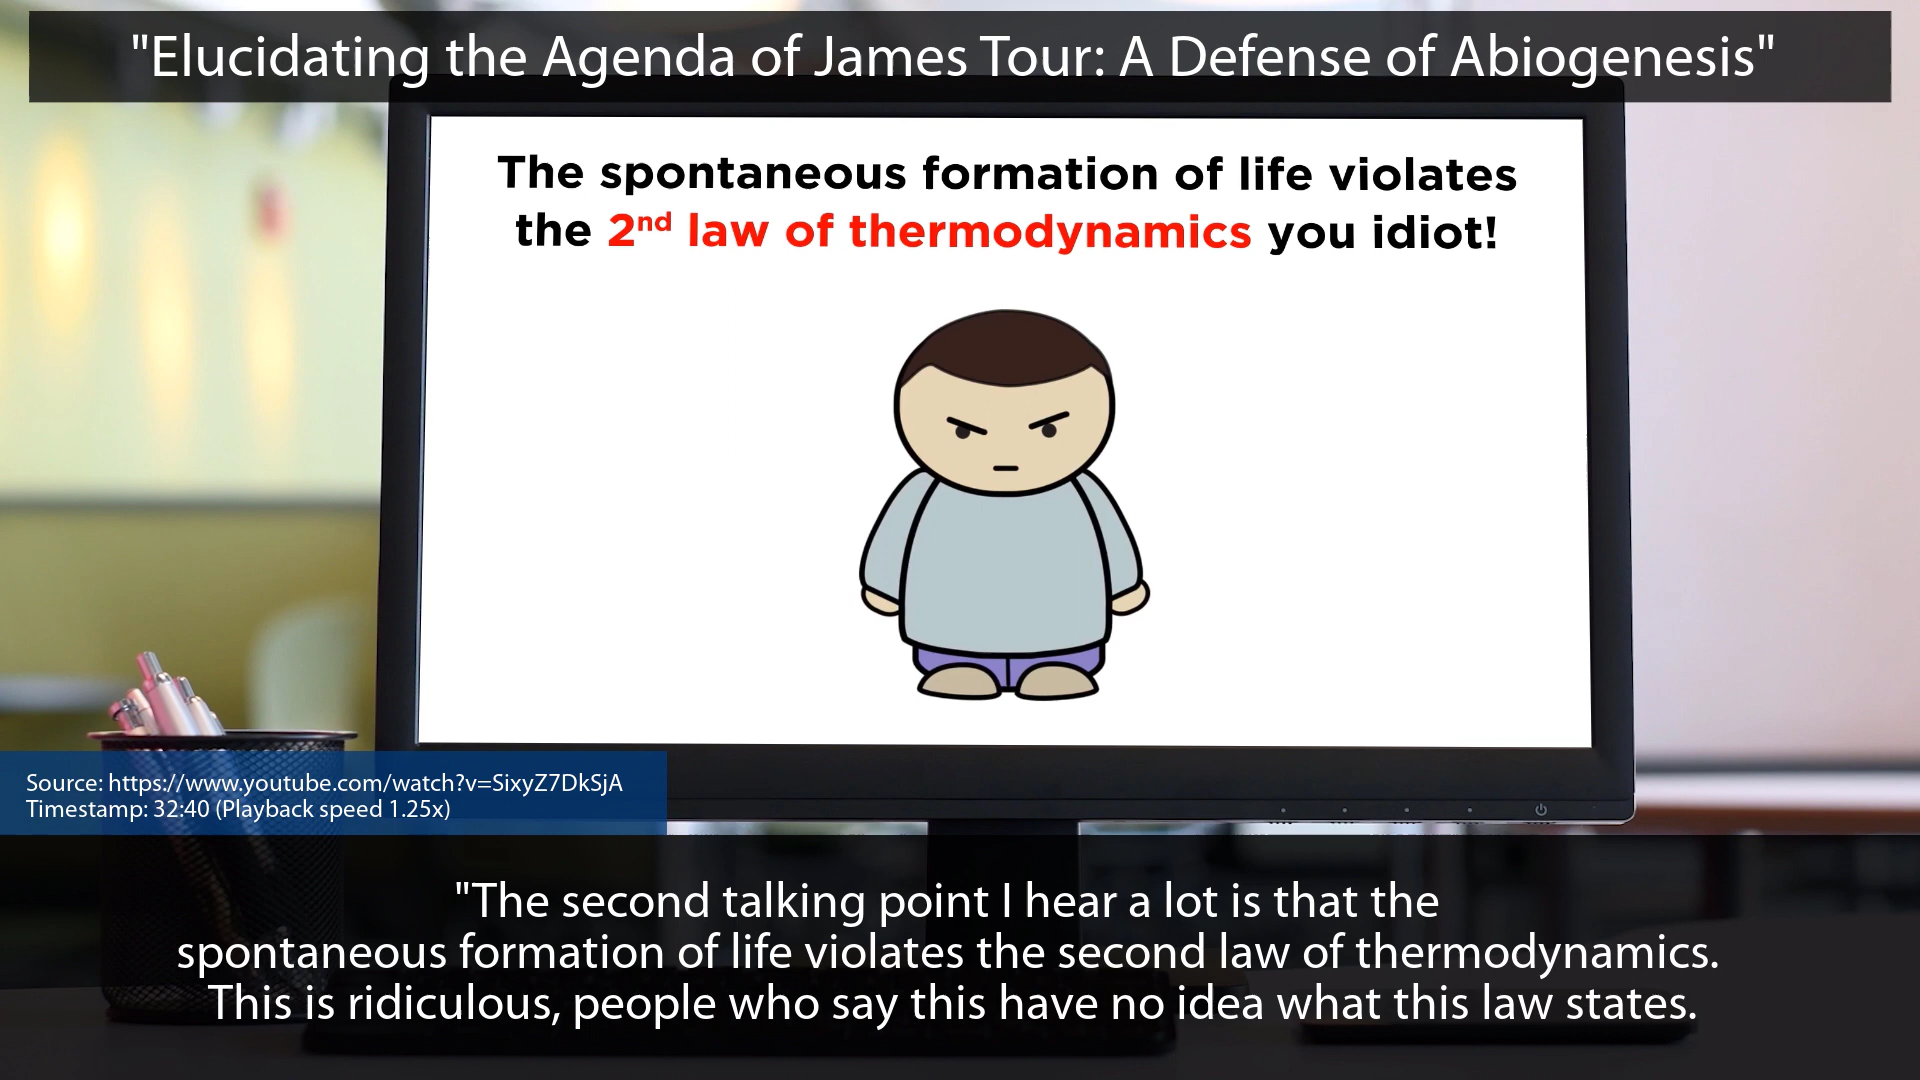 "Elucidating the Agenda of James Tour: A Defense of Abiogenesis"
The spontaneous formation of life violates
the 2nd law of thermodynamics you idiot!
Source: https://www.youtube.com/watch?v=SixyZ7DkSjA
Timestamp: 32:40 (Playback speed 1.25x)
"The second talking point I hear a lot is that the
spontaneous formation of life violates the second law of thermodynamics.
This is ridiculous, people who say this have no idea what this law states.